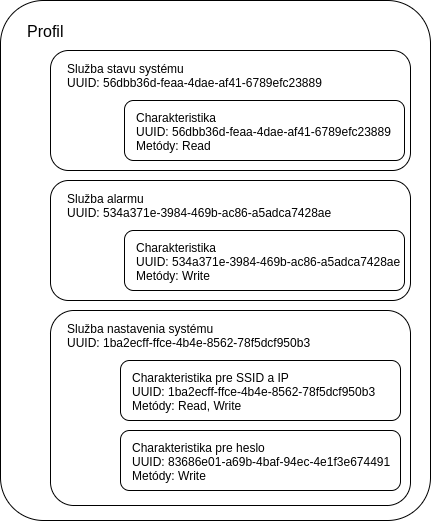 Profil
Služba stavu systému
UUID: 56dbb36d-feaa-4dae-af41-6789efc23889
Charakteristika
UUID: 56dbb36d-feaa-4dae-af41-6789efc23889
Metódy: Read
Služba alarmu
UUID: 534a371e-3984-469b-ac86-a5adca7428ae
Charakteristika
UUID: 534a371e-3984-469b-ac86-a5adca7428ae
Metódy: Write
Služba nastavenia systému
UUID: 1ba2ecff-ffce-4b4e-8562-78f5dcf950b3
Charakteristika pre SSID a IP
UUID: 1ba2ecff-ffce-4b4e-8562-78f5dcf950b3
Metódy: Read, Write
Charakteristika pre heslo
UUID: 83686e01-a69b-4baf-94ec-4e1f3e674491
Metódy: Write